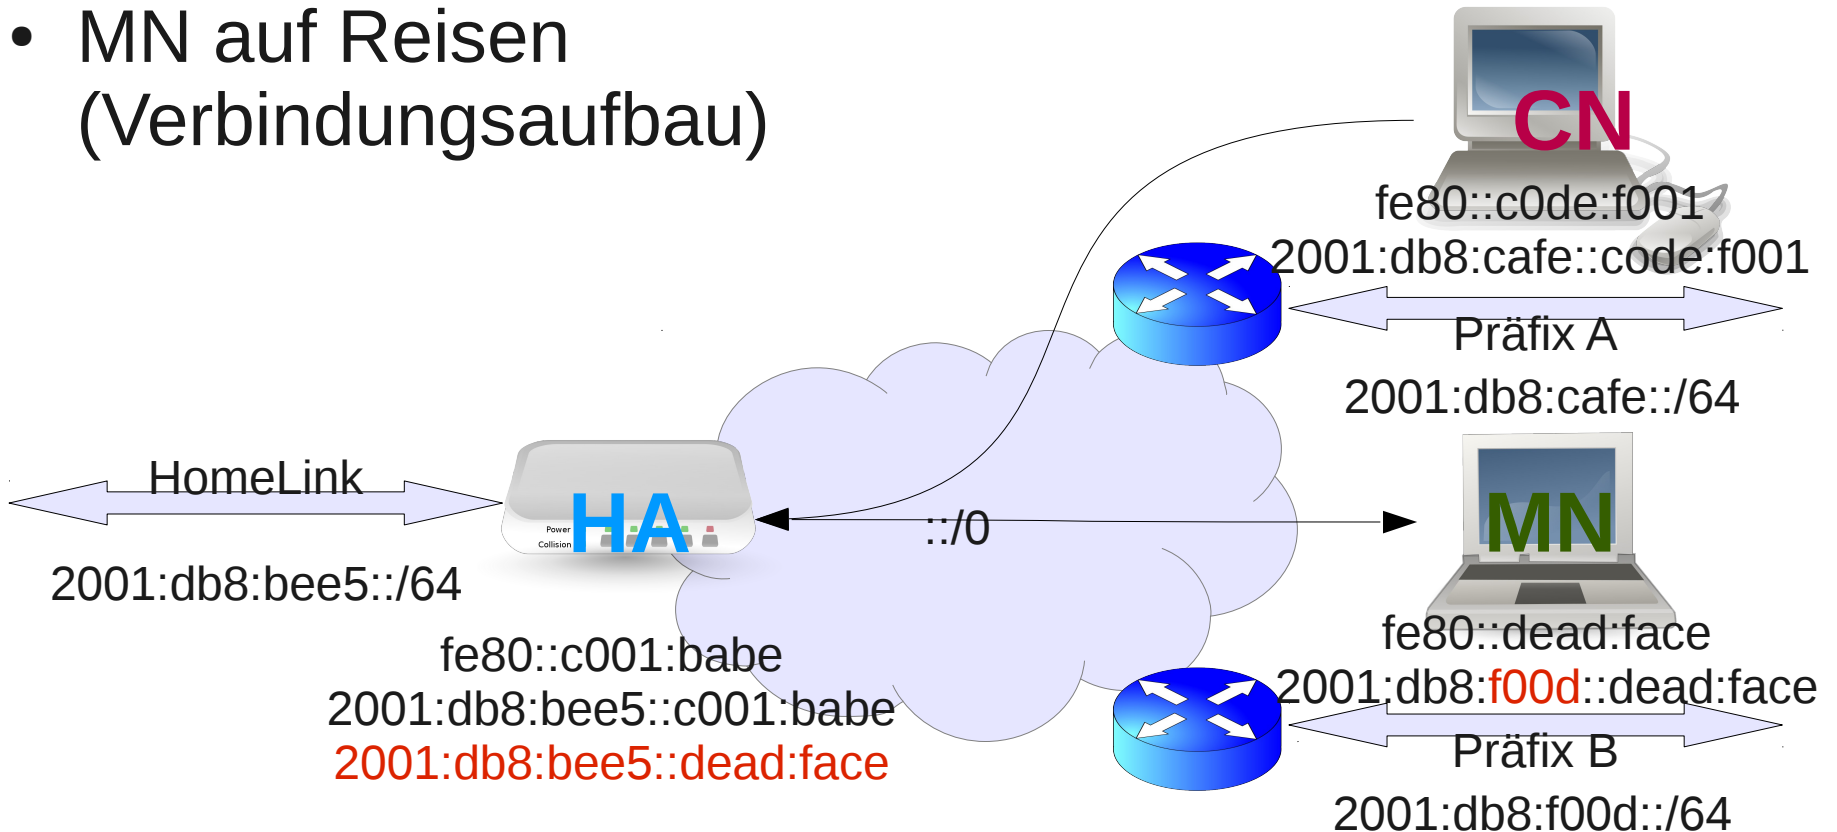 • MN auf Reisen
(Verbindungsaufbau)
CN
fe80::c0de:f001
2001:db8:cafe::code:f001
Präfix A
2001:db8:cafe::/64
HomeLink
2001:db8:bee5::/64
Power
Collision
HA
::/0
MN
fe80::dead:face
2001:db8:f00d::dead:face
Präfix B
2001:db8:f00d::/64
fe80::c001:babe
2001:db8:bee5::c001:babe
2001:db8:bee5::dead:face